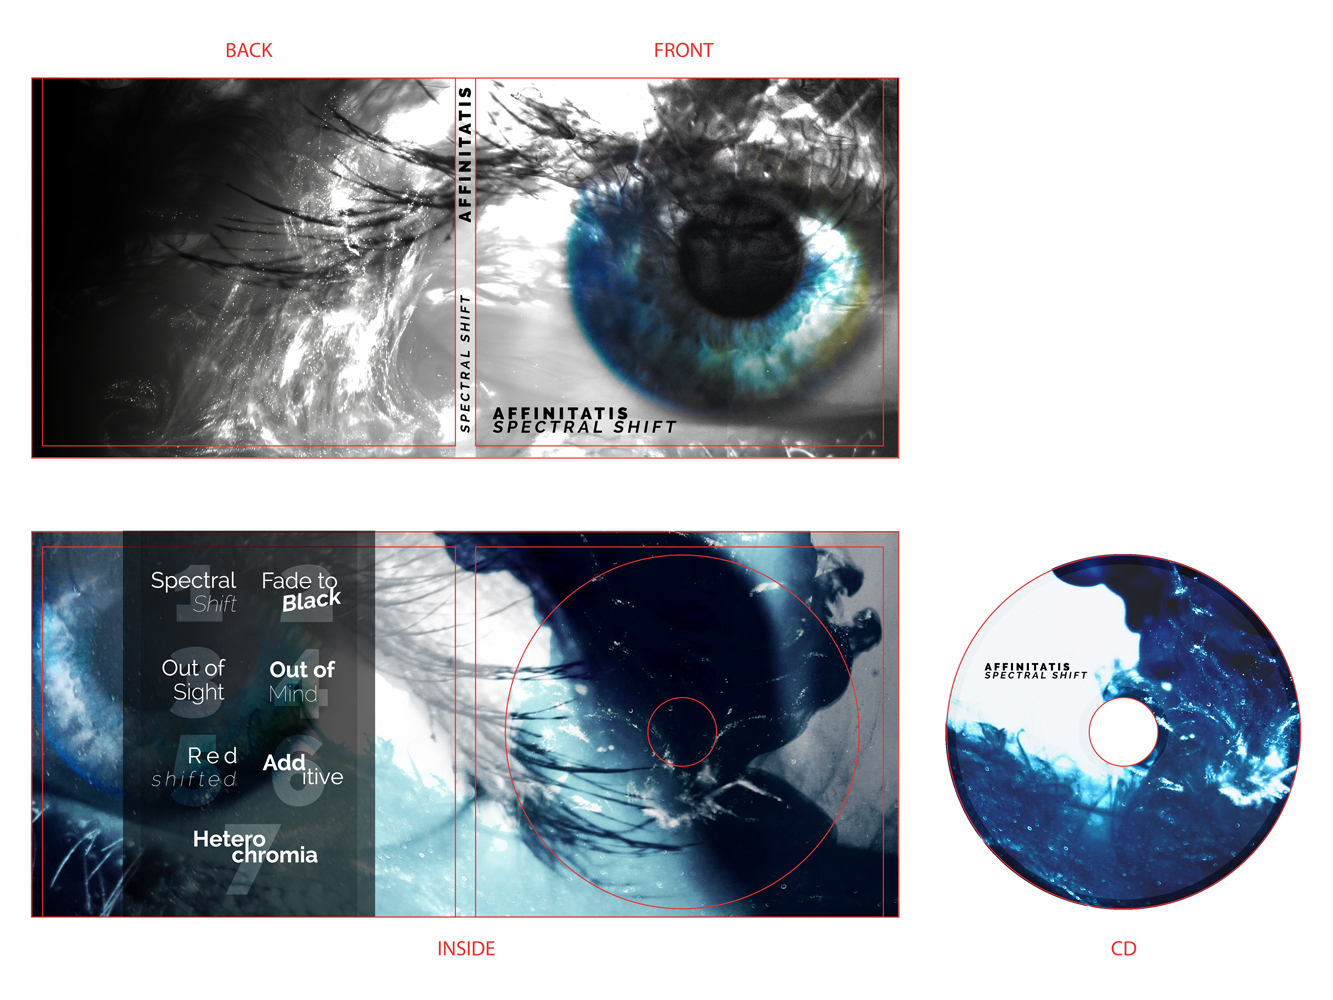 BACK
FRONT
AFFINITATIS
SPECTRAL SHIFT
AFFINITATIS
SPECTRAL SHIFT
1
Spectral
Shift
2
Fade to
Black
3
Out of
Sight
4
Out of
Mind
5
Red
shifted
6
Add
itive
7
Hetero
chromia
AFFINITATIS
SPECTRAL SHIFT
INSIDE
CD